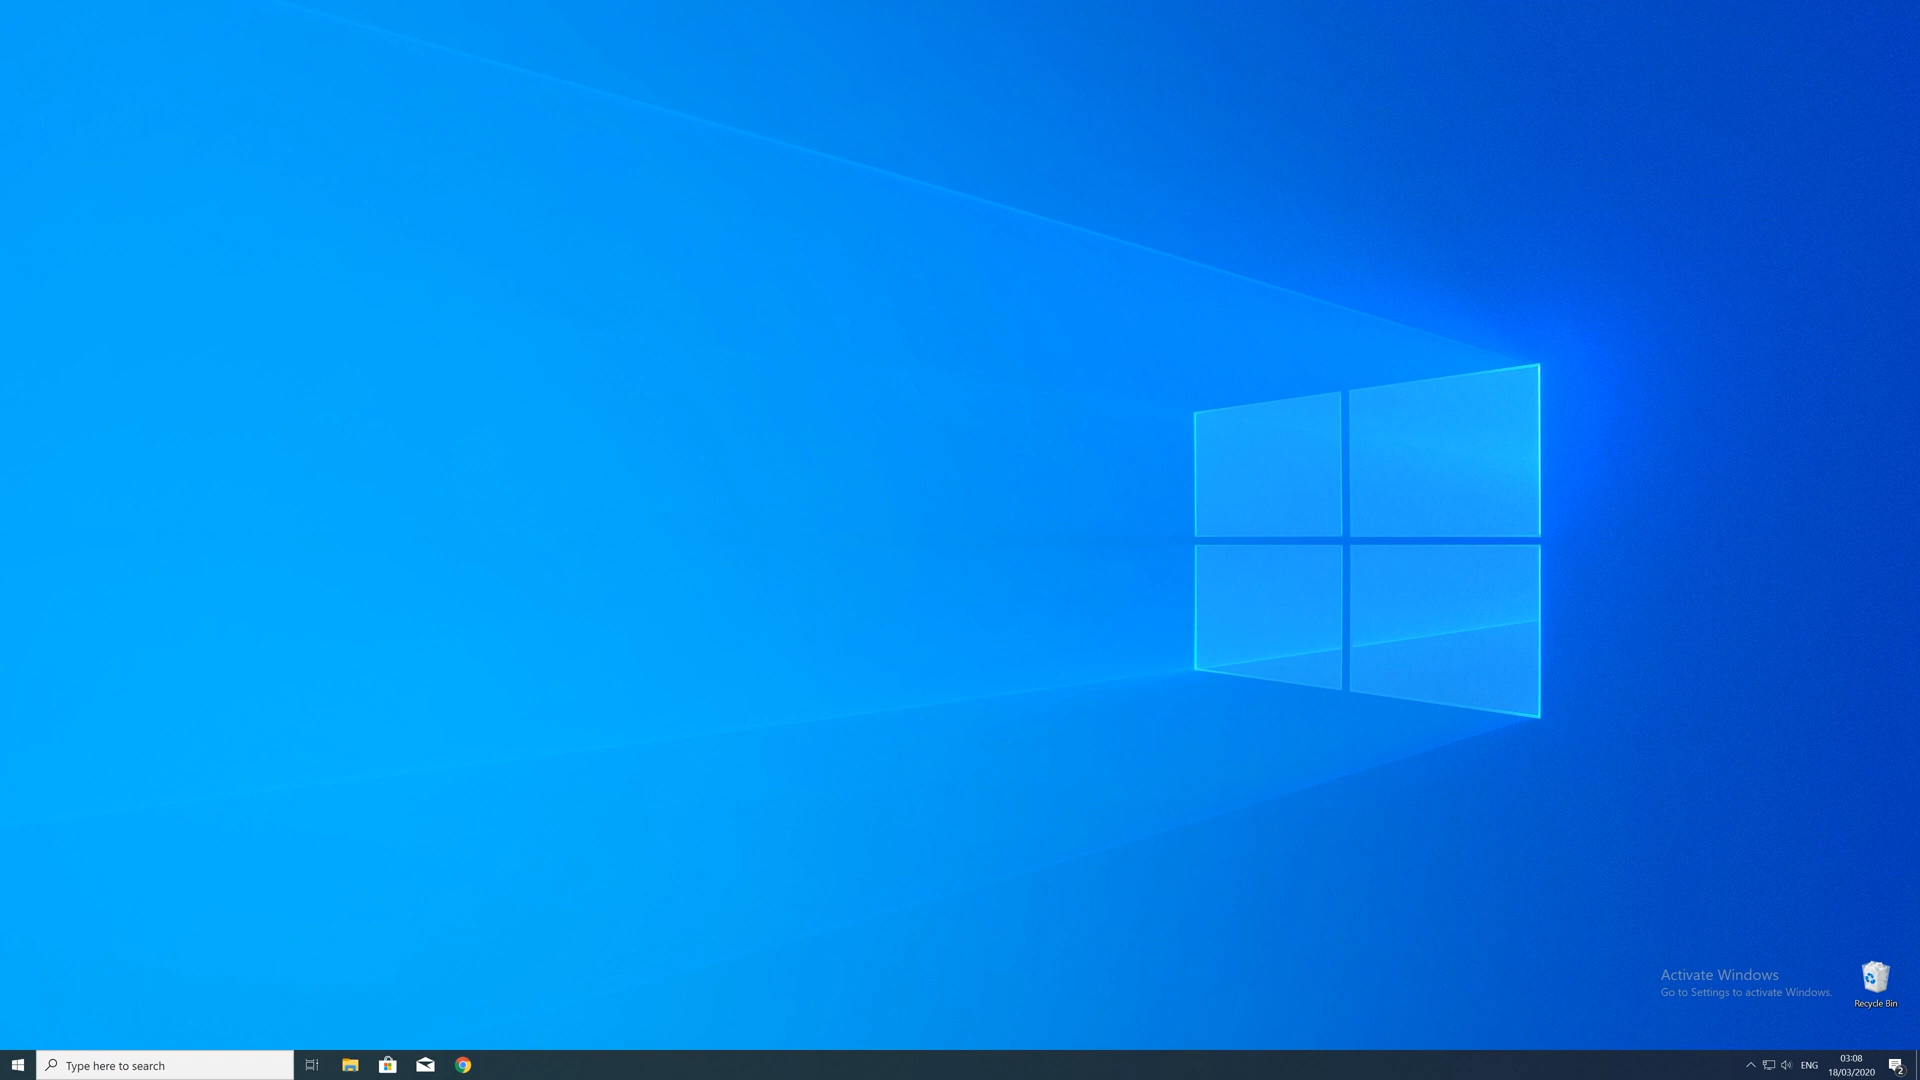 Activate Windows
Go to Settings to activate Windows.
Recycle Bin
Type here to search
ENG
03:08
18/03/2020
2